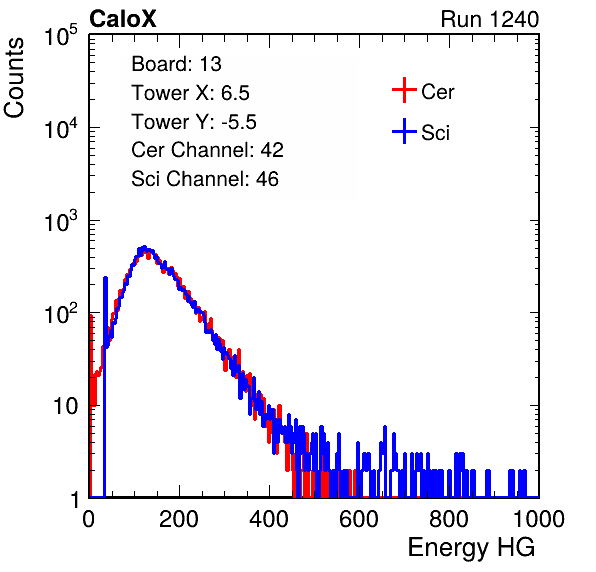 CaloX Run 1240
Board: 13
Tower X: 6.5
Tower Y: -5.5
Cer Channel: 42
Sci Channel: 46
Cer
Sci
Counts
10^5
10^4
10^3
10^2
10
1
0 200 400 600 800 1000
Energy HG